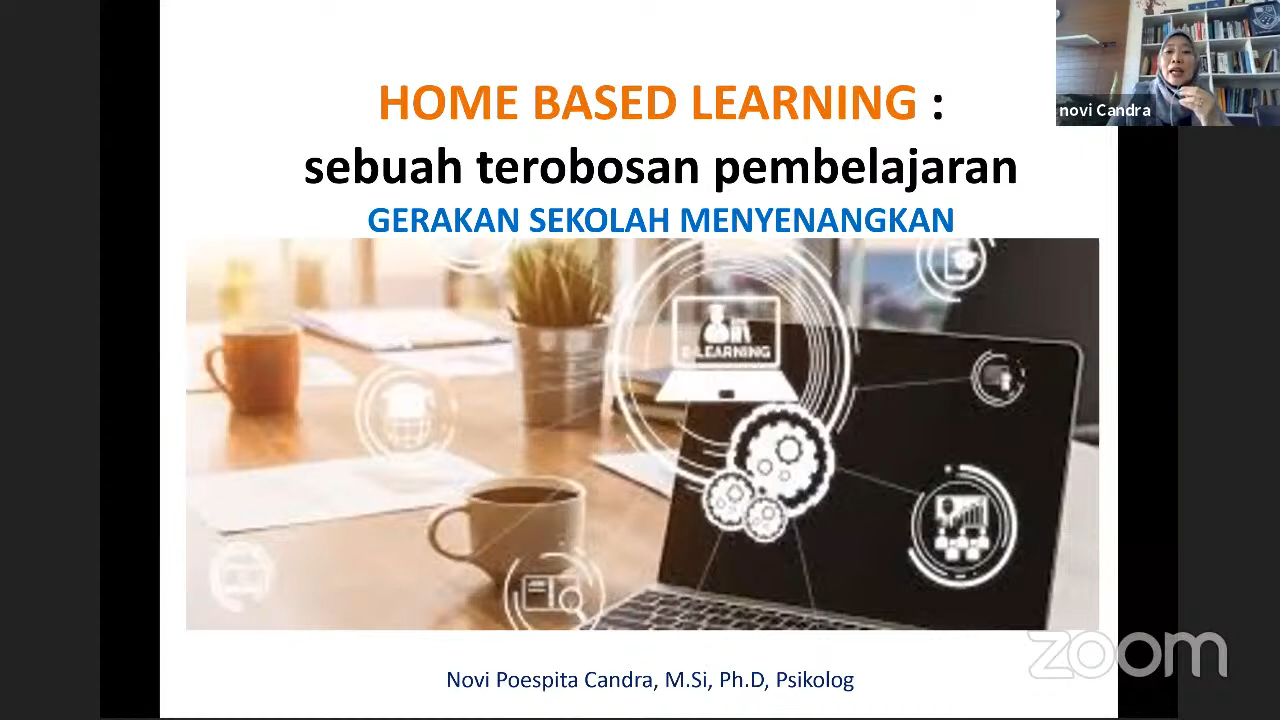 HOME BASED LEARNING :
sebuah terobosan pembelajaran
GERAKAN SEKOLAH MENYENANGKAN
novi Candra
E-LEARNING
Novi Poespita Candra, M.Si, Ph.D, Psikolog
zoom